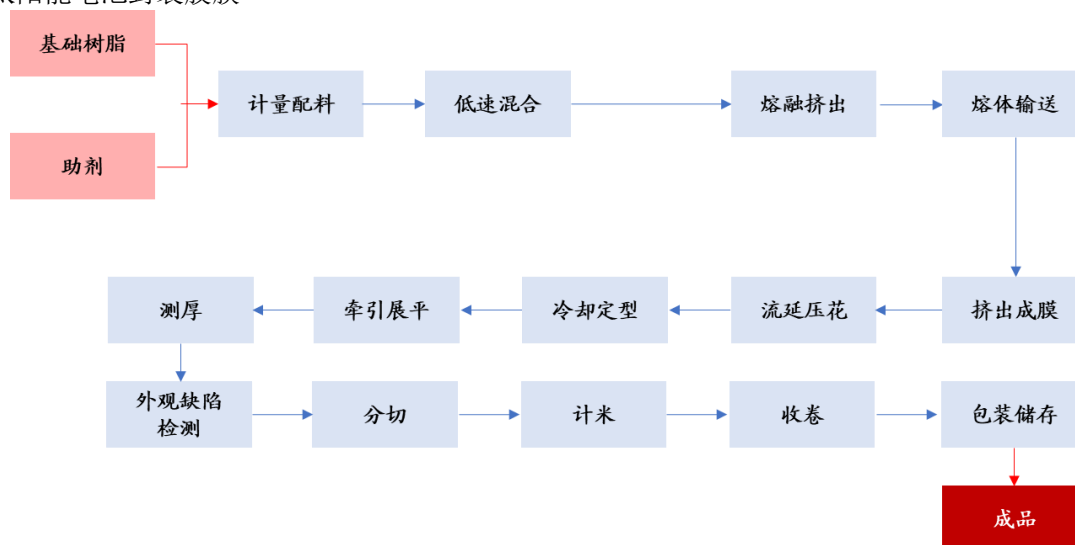 基础树脂
助剂
计量配料
低速混合
熔融挤出
熔体输送
挤出成膜
流延压花
冷却定型
牵引展平
测厚
外观缺陷
检测
分切
计米
收卷
包装储存
成品